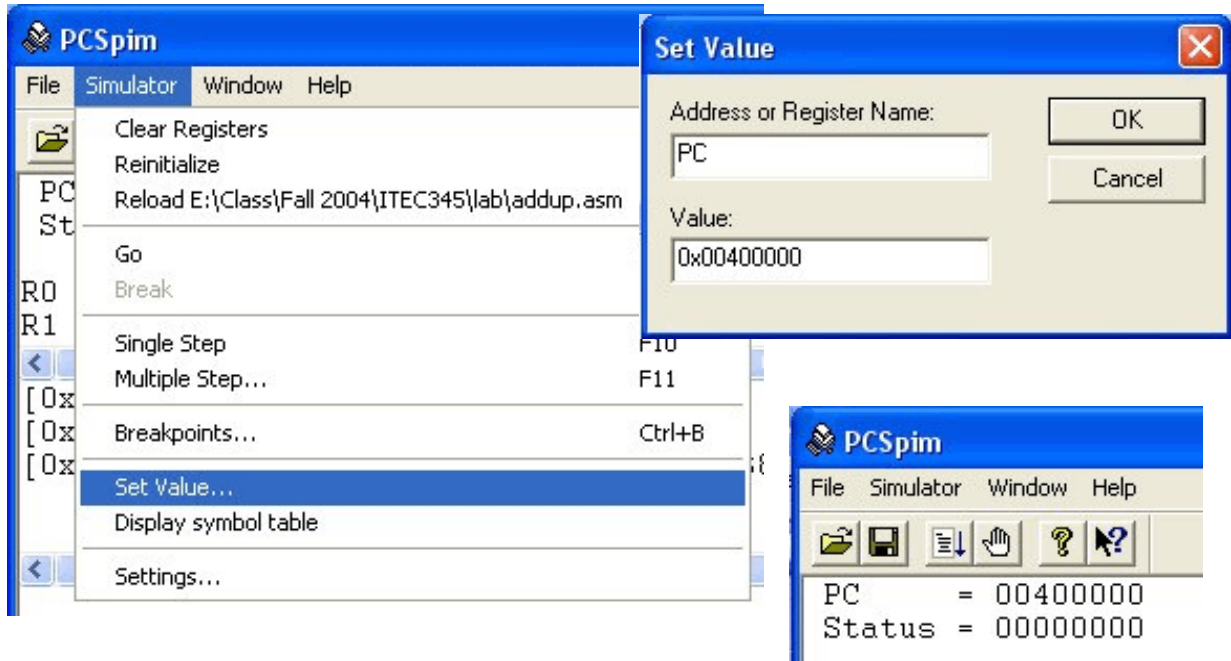 PCSpim
File Simulator Window Help
Clear Registers
Reinitialize
Reload E:\Class\Fall 2004\ITEC345\lab\addup.asm
PC
St
Go
R0
Break
R1
Single Step F10
Multiple Step... F11
[0x
[0x
Breakpoints... Ctrl+B
[0x
Set Value...
Display symbol table
Settings...
Set Value
Address or Register Name:
PC
OK
Cancel
Value:
0x00400000
PCSpim
File Simulator Window Help
PC = 00400000
Status = 00000000